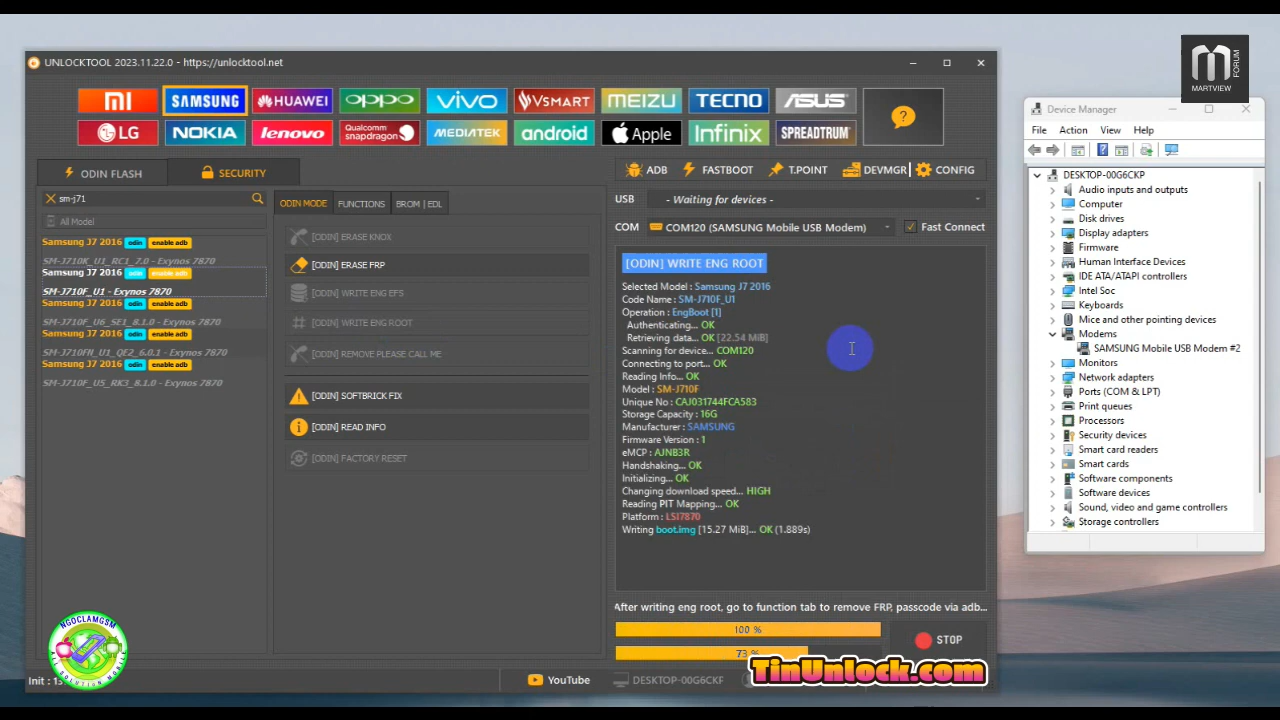 MARTVIEW
FORUM
UNLOCKTOOL 2023.11.22.0 - https://unlocktool.net
SAMSUNG
HUAWEI
oppo
vivo
VSMART
MEIZU
TECNO
ASUS
?
LG
NOKIA
lenovo
Qualcomm
snapdragon
MEDIATEK
android
Apple
Infinix
SPREADTRUM
ODIN FLASH
SECURITY
ADB
FASTBOOT
T.POINT
DEVMGR
CONFIG
sm-j71
All Model
ODIN MODE
FUNCTIONS
BROM | EDL
USB
- Waiting for devices -
COM
COM120 (SAMSUNG Mobile USB Modem)
Fast Connect
Samsung J7 2016 odin enable adb
SM-J710K_U1_RC1_7.0 - Exynos 7870
Samsung J7 2016 odin enable adb
SM-J710F_U1 - Exynos 7870
Samsung J7 2016 odin enable adb
SM-J710F_U6_SE1_8.1.0 - Exynos 7870
Samsung J7 2016 odin enable adb
SM-J710FN_U1_QE2_6.0.1 - Exynos 7870
Samsung J7 2016 odin enable adb
SM-J710F_U5_RK3_8.1.0 - Exynos 7870
[ODIN] ERASE KNOX
[ODIN] ERASE FRP
[ODIN] WRITE ENG EFS
[ODIN] WRITE ENG ROOT
[ODIN] REMOVE PLEASE CALL ME
[ODIN] SOFTBRICK FIX
[ODIN] READ INFO
[ODIN] FACTORY RESET
[ODIN] WRITE ENG ROOT
Selected Model : Samsung J7 2016
Code Name : SM-J710F_U1
Operation : EngBoot [1]
Authenticating... OK
Retrieving data... OK [22.54 MiB]
Scanning for device... COM120
Connecting to port... OK
Reading Info... OK
Model : SM-J710F
Unique No : CAJ031744FCA583
Storage Capacity : 16G
Manufacturer : SAMSUNG
Firmware Version : 1
eMCP : AJNB3R
Handshaking... OK
Initializing... OK
Changing download speed... HIGH
Reading PIT Mapping... OK
Platform : LSI7870
Writing boot.img [15.27 MiB]... OK (1.889s)
After writing eng root, go to function tab to remove FRP, passcode via adb...
100 %
73 %
STOP
TinUnlock.com
YouTube
DESKTOP-00G6CKP
NGOCLAMGSM
Device Manager
File
Action
View
Help
DESKTOP-00G6CKP
Audio inputs and outputs
Computer
Disk drives
Display adapters
Firmware
Human Interface Devices
IDE ATA/ATAPI controllers
Intel Soc
Keyboards
Mice and other pointing devices
Modems
SAMSUNG Mobile USB Modem #2
Monitors
Network adapters
Ports (COM & LPT)
Print queues
Processors
Security devices
Smart card readers
Smart cards
Software components
Software devices
Sound, video and game controllers
Storage controllers